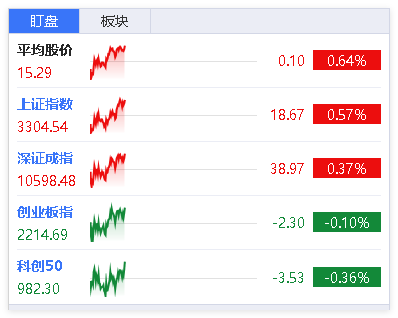 盯盘 板块
平均股价
15.29 0.10 0.64%
上证指数
3304.54 18.67 0.57%
深证成指
10598.48 38.97 0.37%
创业板指
2214.69 -2.30 -0.10%
科创50
982.30 -3.53 -0.36%